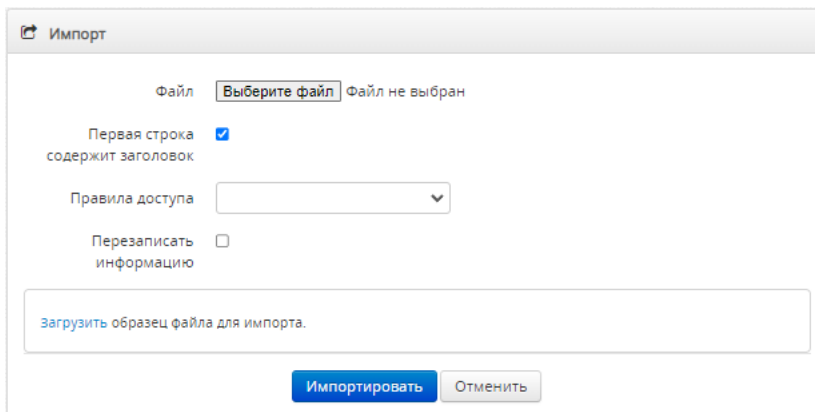 Импорт
Файл Выберите файл Файл не выбран
Первая строка
содержит заголовок
Правила доступа
Перезаписать
информацию
Загрузить образец файла для импорта.
Импортировать Отменить